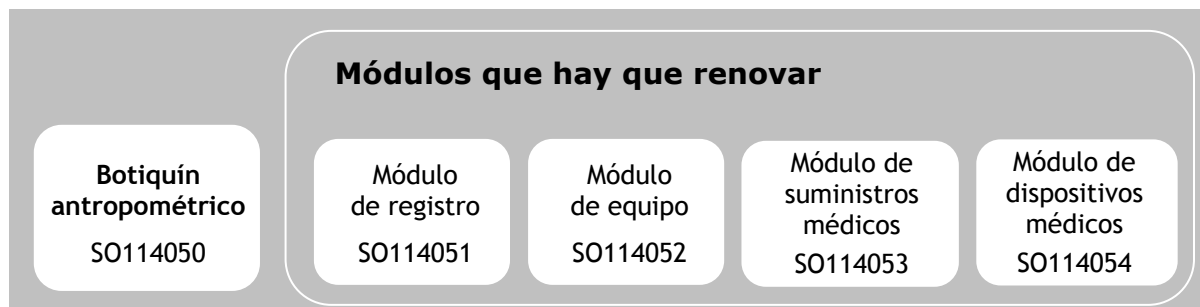 Módulos que hay que renovar
Botiquín
antropométrico
SO114050
Módulo
de registro
SO114051
Módulo
de equipo
SO114052
Módulo de
suministros
médicos
SO114053
Módulo de
dispositivos
médicos
SO114054